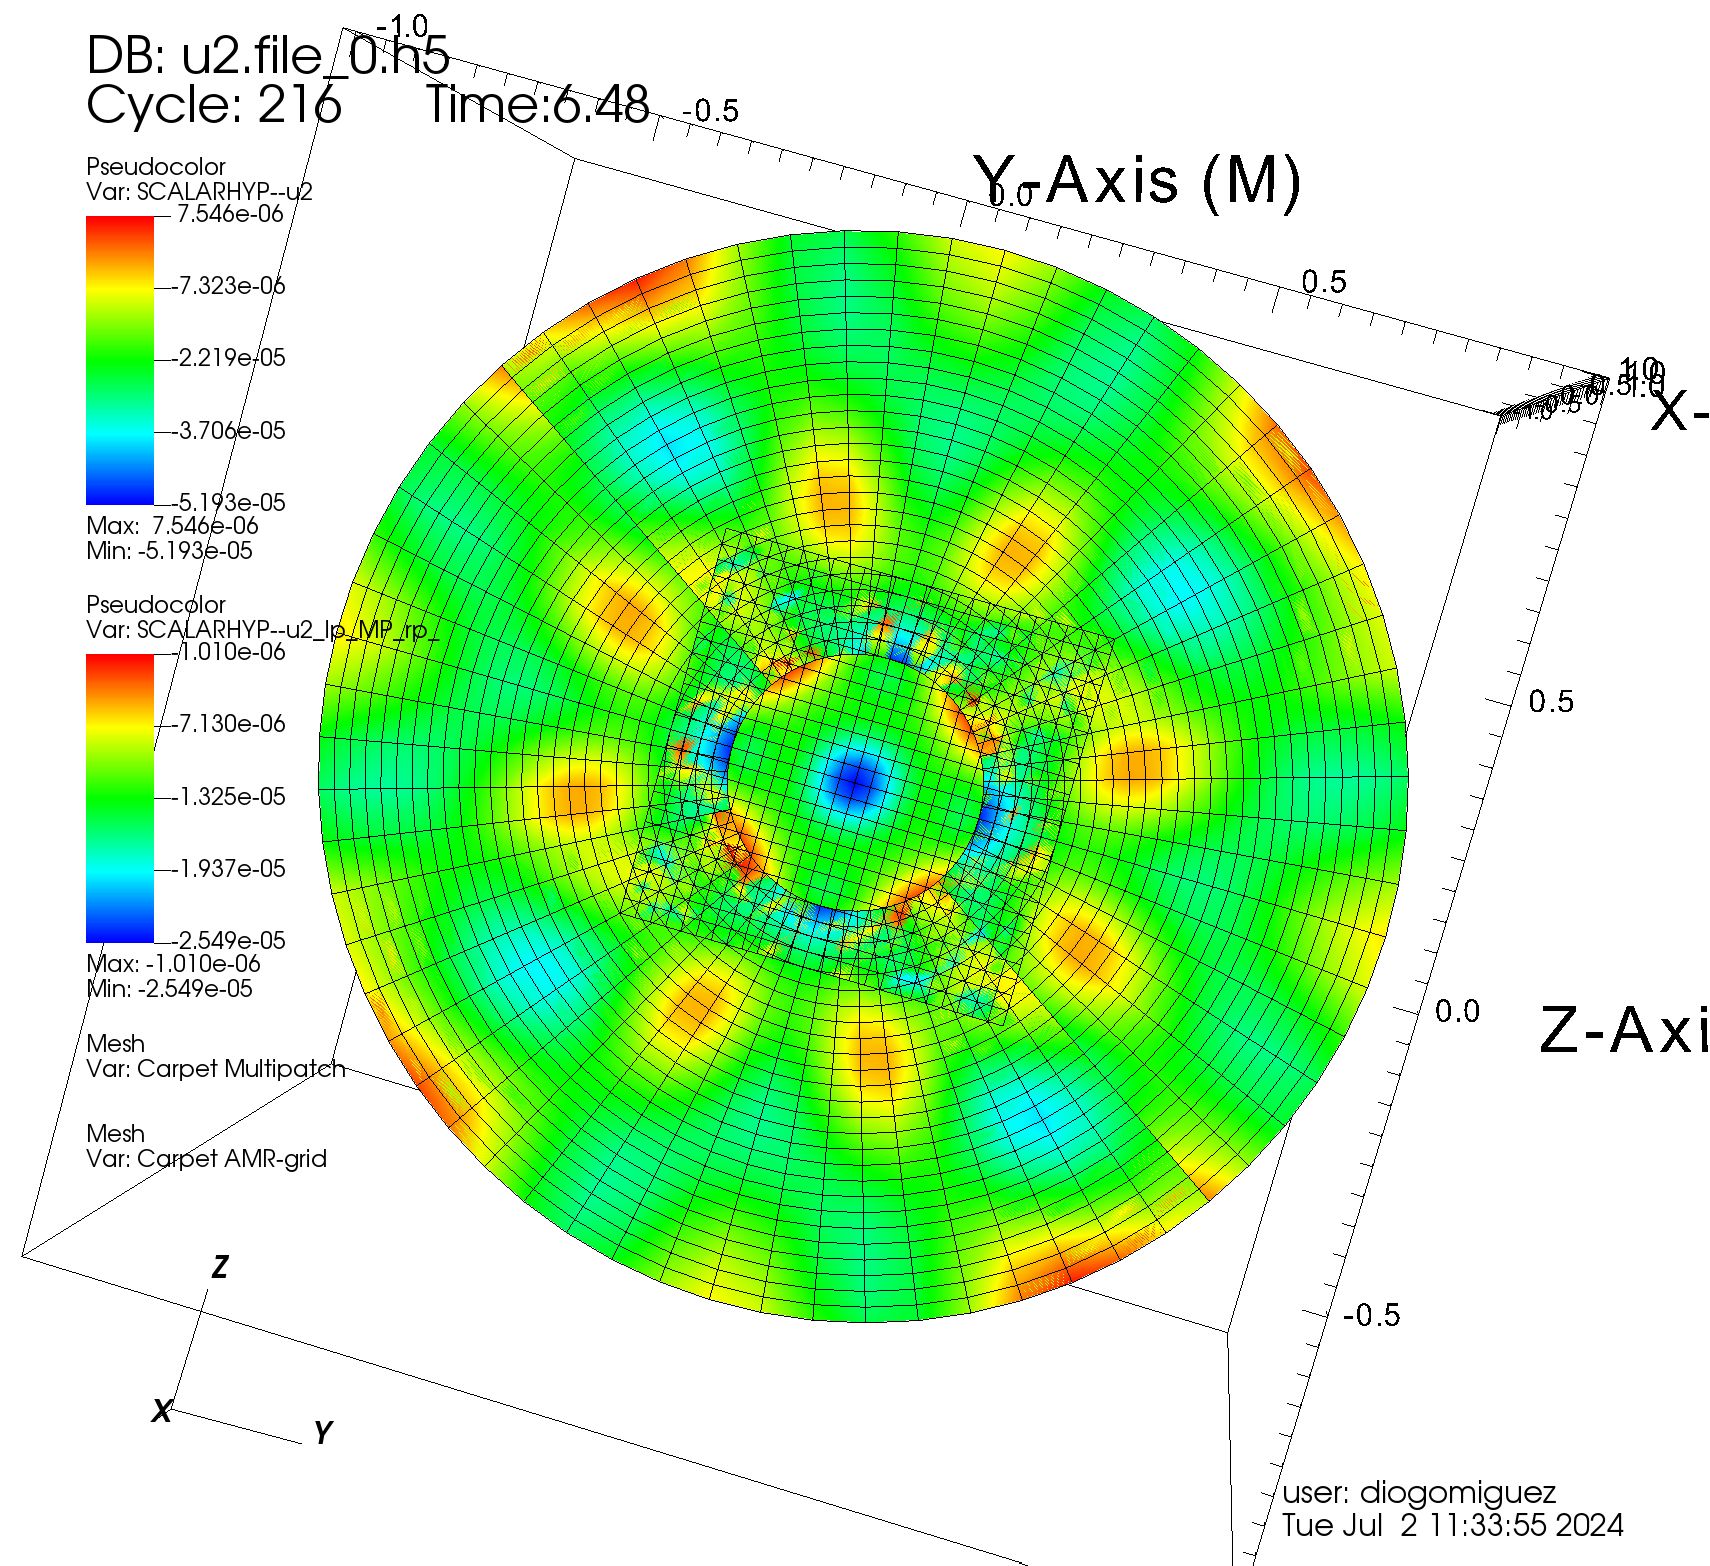 DB: u2.file_0.h5
Cycle: 216 Time:6.48
Pseudocolor
Var: SCALARHYP--u2
7.546e-06
-7.323e-06
-2.219e-05
-3.706e-05
-5.193e-05
Max: 7.546e-06
Min: -5.193e-05
Pseudocolor
Var: SCALARHYP--u2_lp_MP_rp_
-1.010e-06
-7.130e-06
-1.325e-05
-1.937e-05
-2.549e-05
Max: -1.010e-06
Min: -2.549e-05
Mesh
Var: Carpet Multipatch
Mesh
Var: Carpet AMR-grid
-1.0
-0.5
Y-Axis (M)
0.0
0.5
1.0
X-
0.5
0.0
Z-Axi
-0.5
Z
X
Y
user: diogomiguez
Tue Jul 2 11:33:55 2024